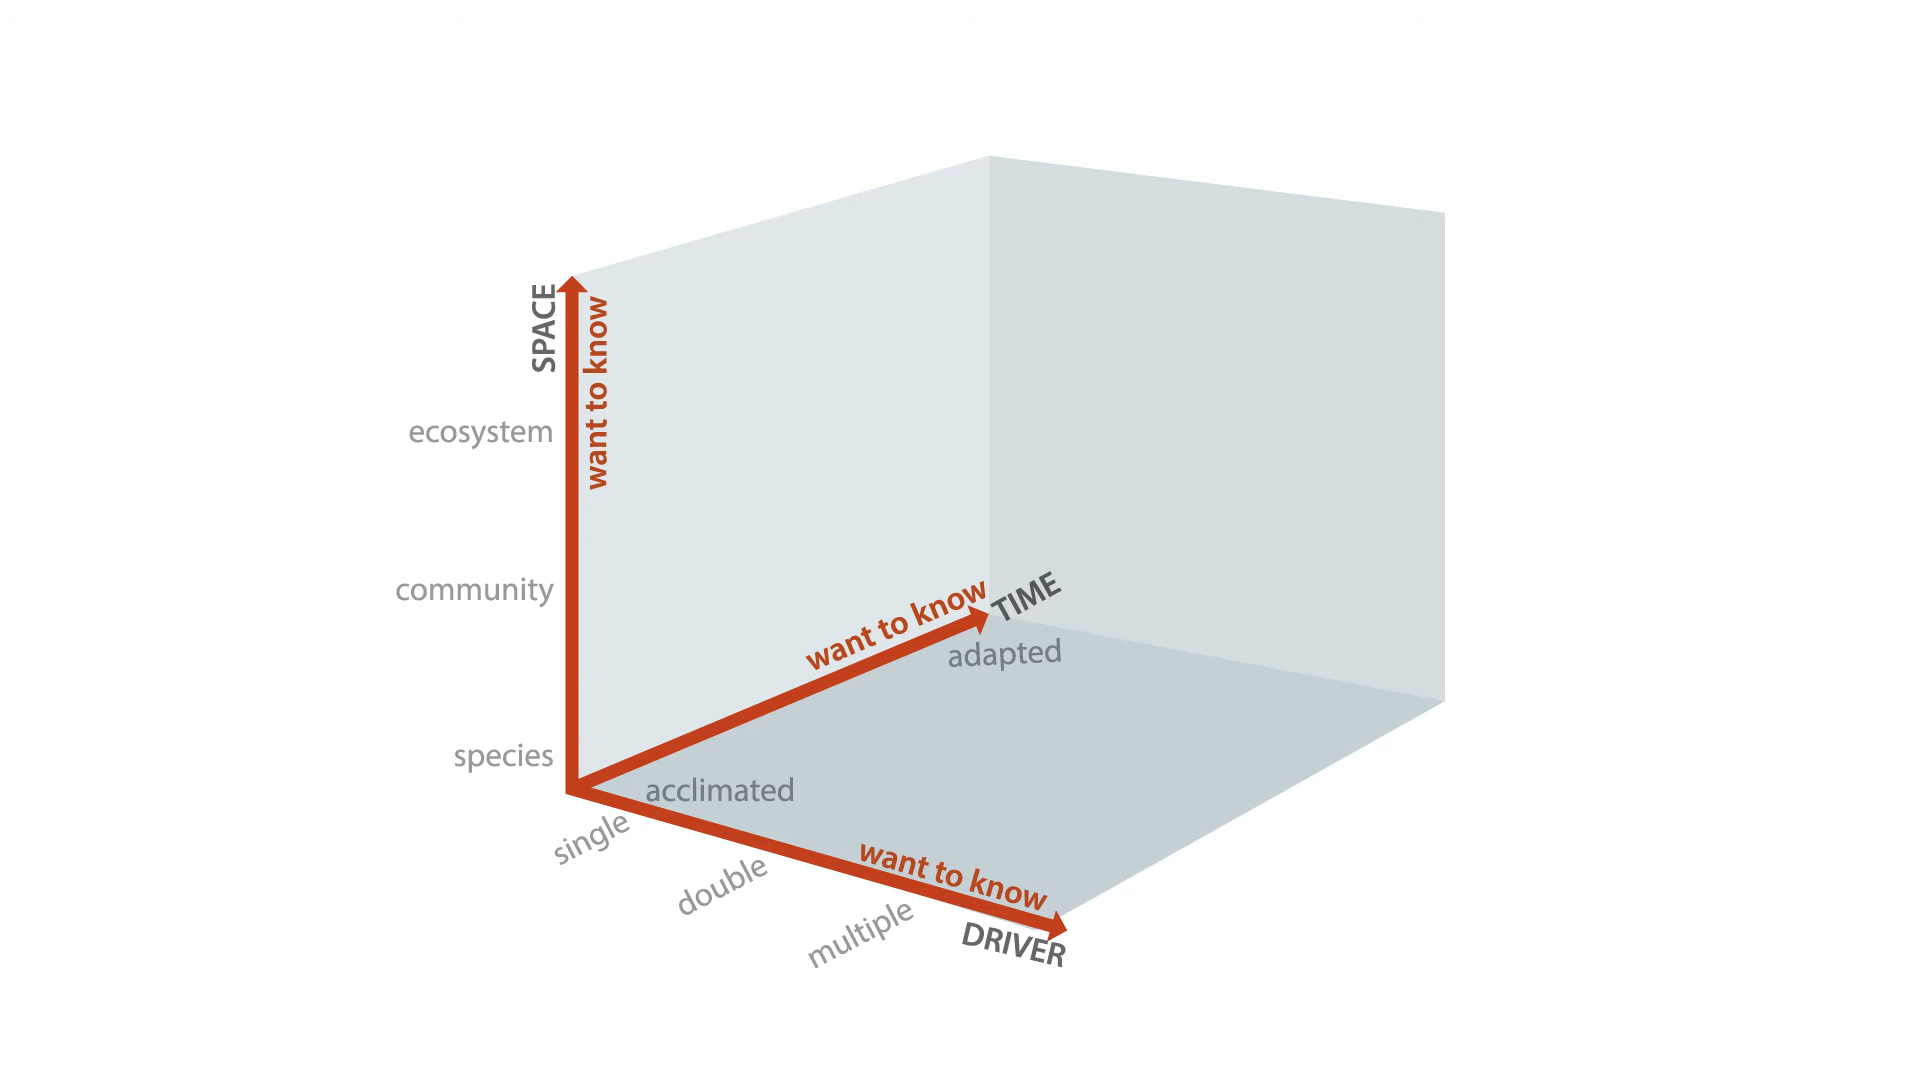 SPACE
want to know
ecosystem
community
species
want to know
TIME
adapted
acclimated
single
double
multiple
want to know
DRIVER